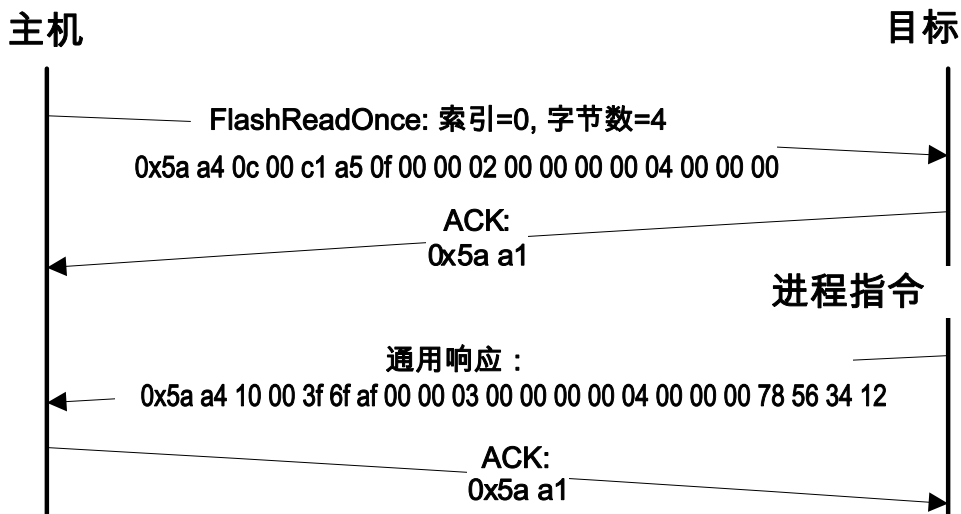 主机
目标
FlashReadOnce: 索引=0, 字节数=4
0x5a a4 0c 00 c1 a5 0f 00 00 02 00 00 00 00 04 00 00 00
ACK:
0x5a a1
进程指令
通用响应：
0x5a a4 10 00 3f 6f af 00 00 03 00 00 00 00 04 00 00 00 78 56 34 12
ACK:
0x5a a1